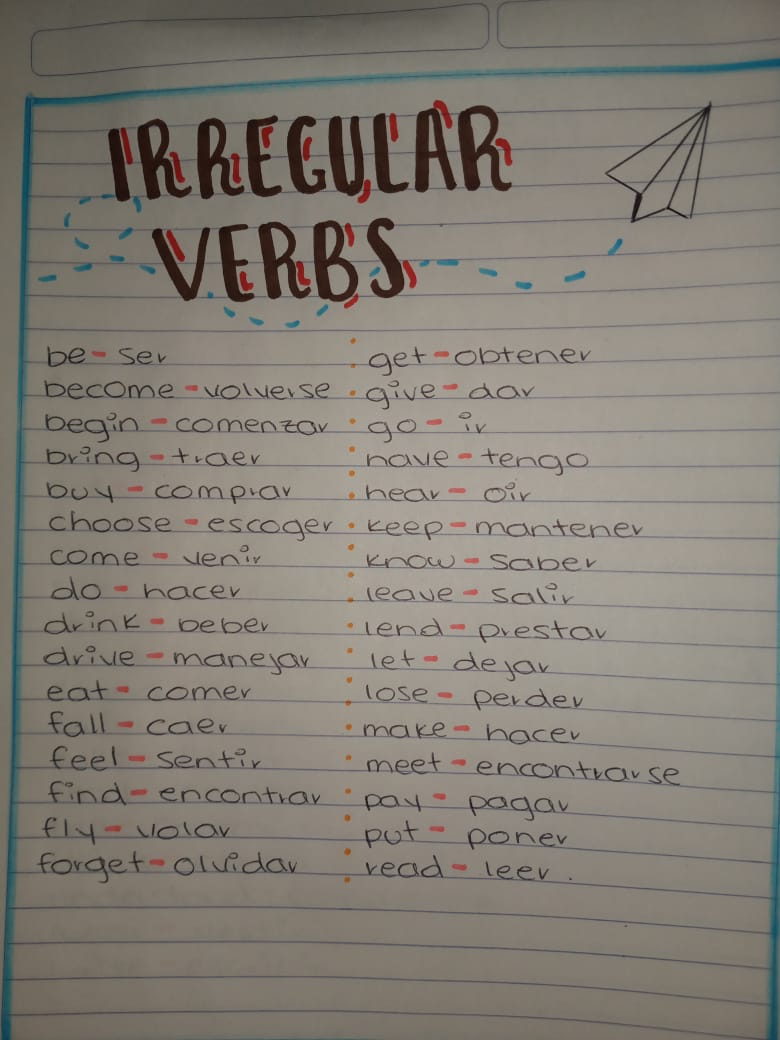 IRREGULAR
VERBS
be - ser
become - volverse
begin - comenzar
bring - traer
buy - comprar
choose - escoger
come - venir
do - hacer
drink - beber
drive - manejar
eat - comer
fall - caer
feel - sentir
find - encontrar
fly - volar
forget - olvidar
get - obtener
give - dar
go - ir
have - tengo
hear - oir
keep - mantener
know - saber
leave - salir
lend - prestar
let - dejar
lose - perder
make - hacer
meet - encontrarse
pay - pagar
put - poner
read - leer.